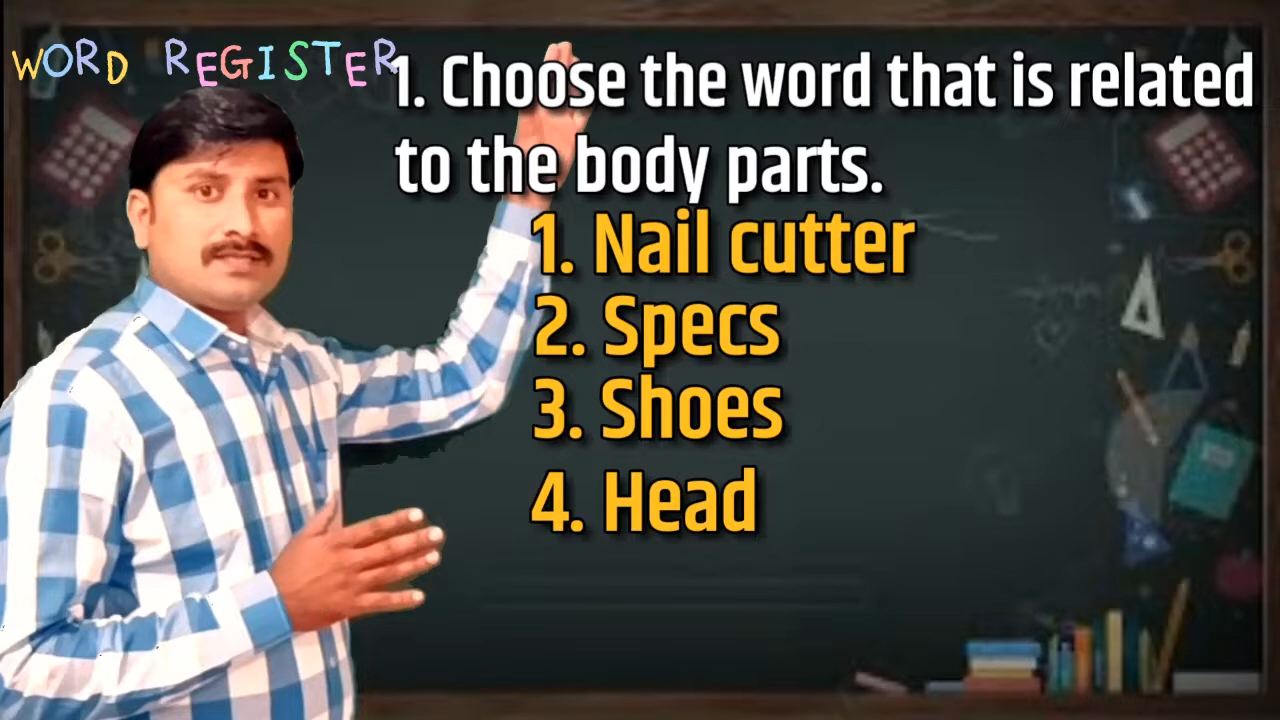 WORD REGISTER
1. Choose the word that is related
to the body parts.
1. Nail cutter
2. Specs
3. Shoes
4. Head